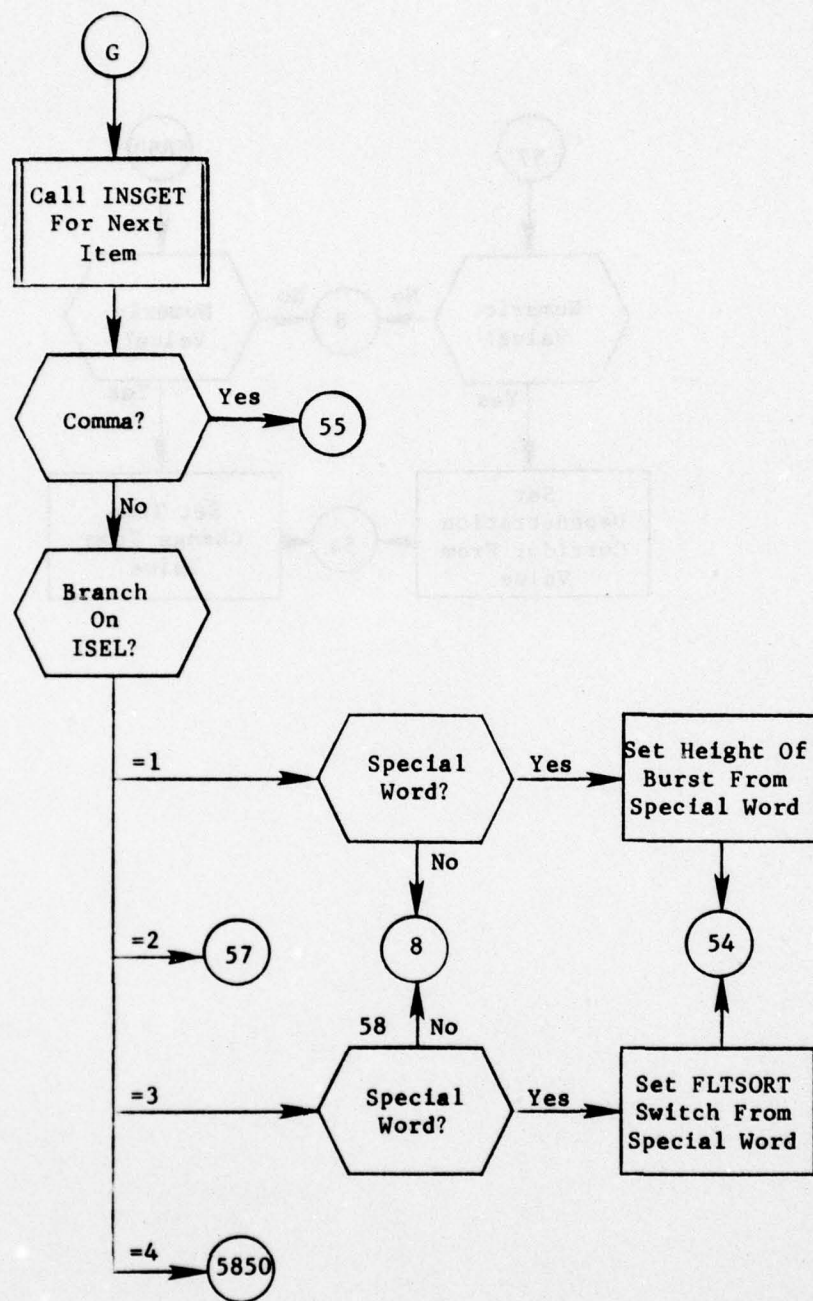 G
Call INSGET
For Next
Item
Comma?
Yes
55
No
Branch
On
ISEL?
=1
Special
Word?
Yes
Set Height Of
Burst From
Special Word
No
=2
57
8
54
58
No
=3
Special
Word?
Yes
Set FLTSORT
Switch From
Special Word
=4
5850